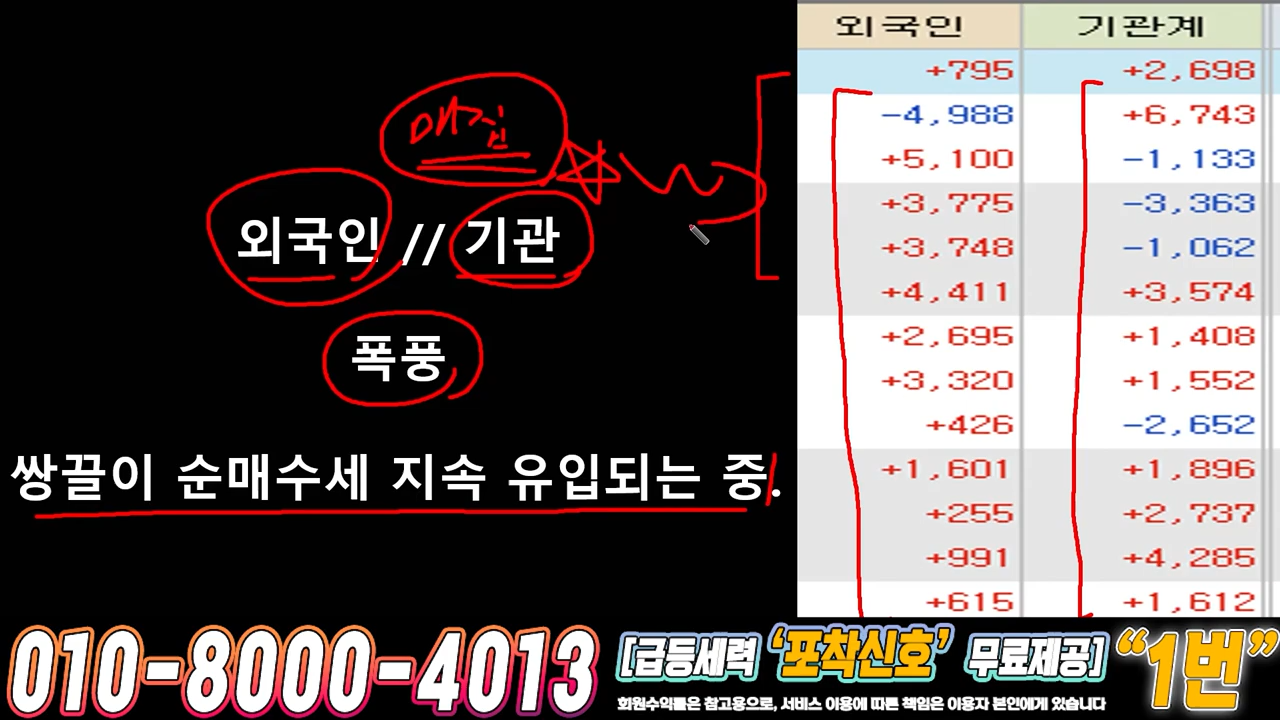 매집
외국인 // 기관
폭풍
쌍끌이 순매수세 지속 유입되는 중.
외국인 기관계
+795 +2,698
-4,988 +6,743
+5,100 -1,133
+3,775 -3,363
+3,748 -1,062
+4,411 +3,574
+2,695 +1,408
+3,320 +1,552
+426 -2,652
+1,601 +1,896
+255 +2,737
+991 +4,285
+615 +1,612
010-8000-4013 [급등세력 ‘포착신호’ 무료제공] “1번”
회원수익률은 참고용으로, 서비스 이용에 따른 책임은 이용자 본인에게 있습니다